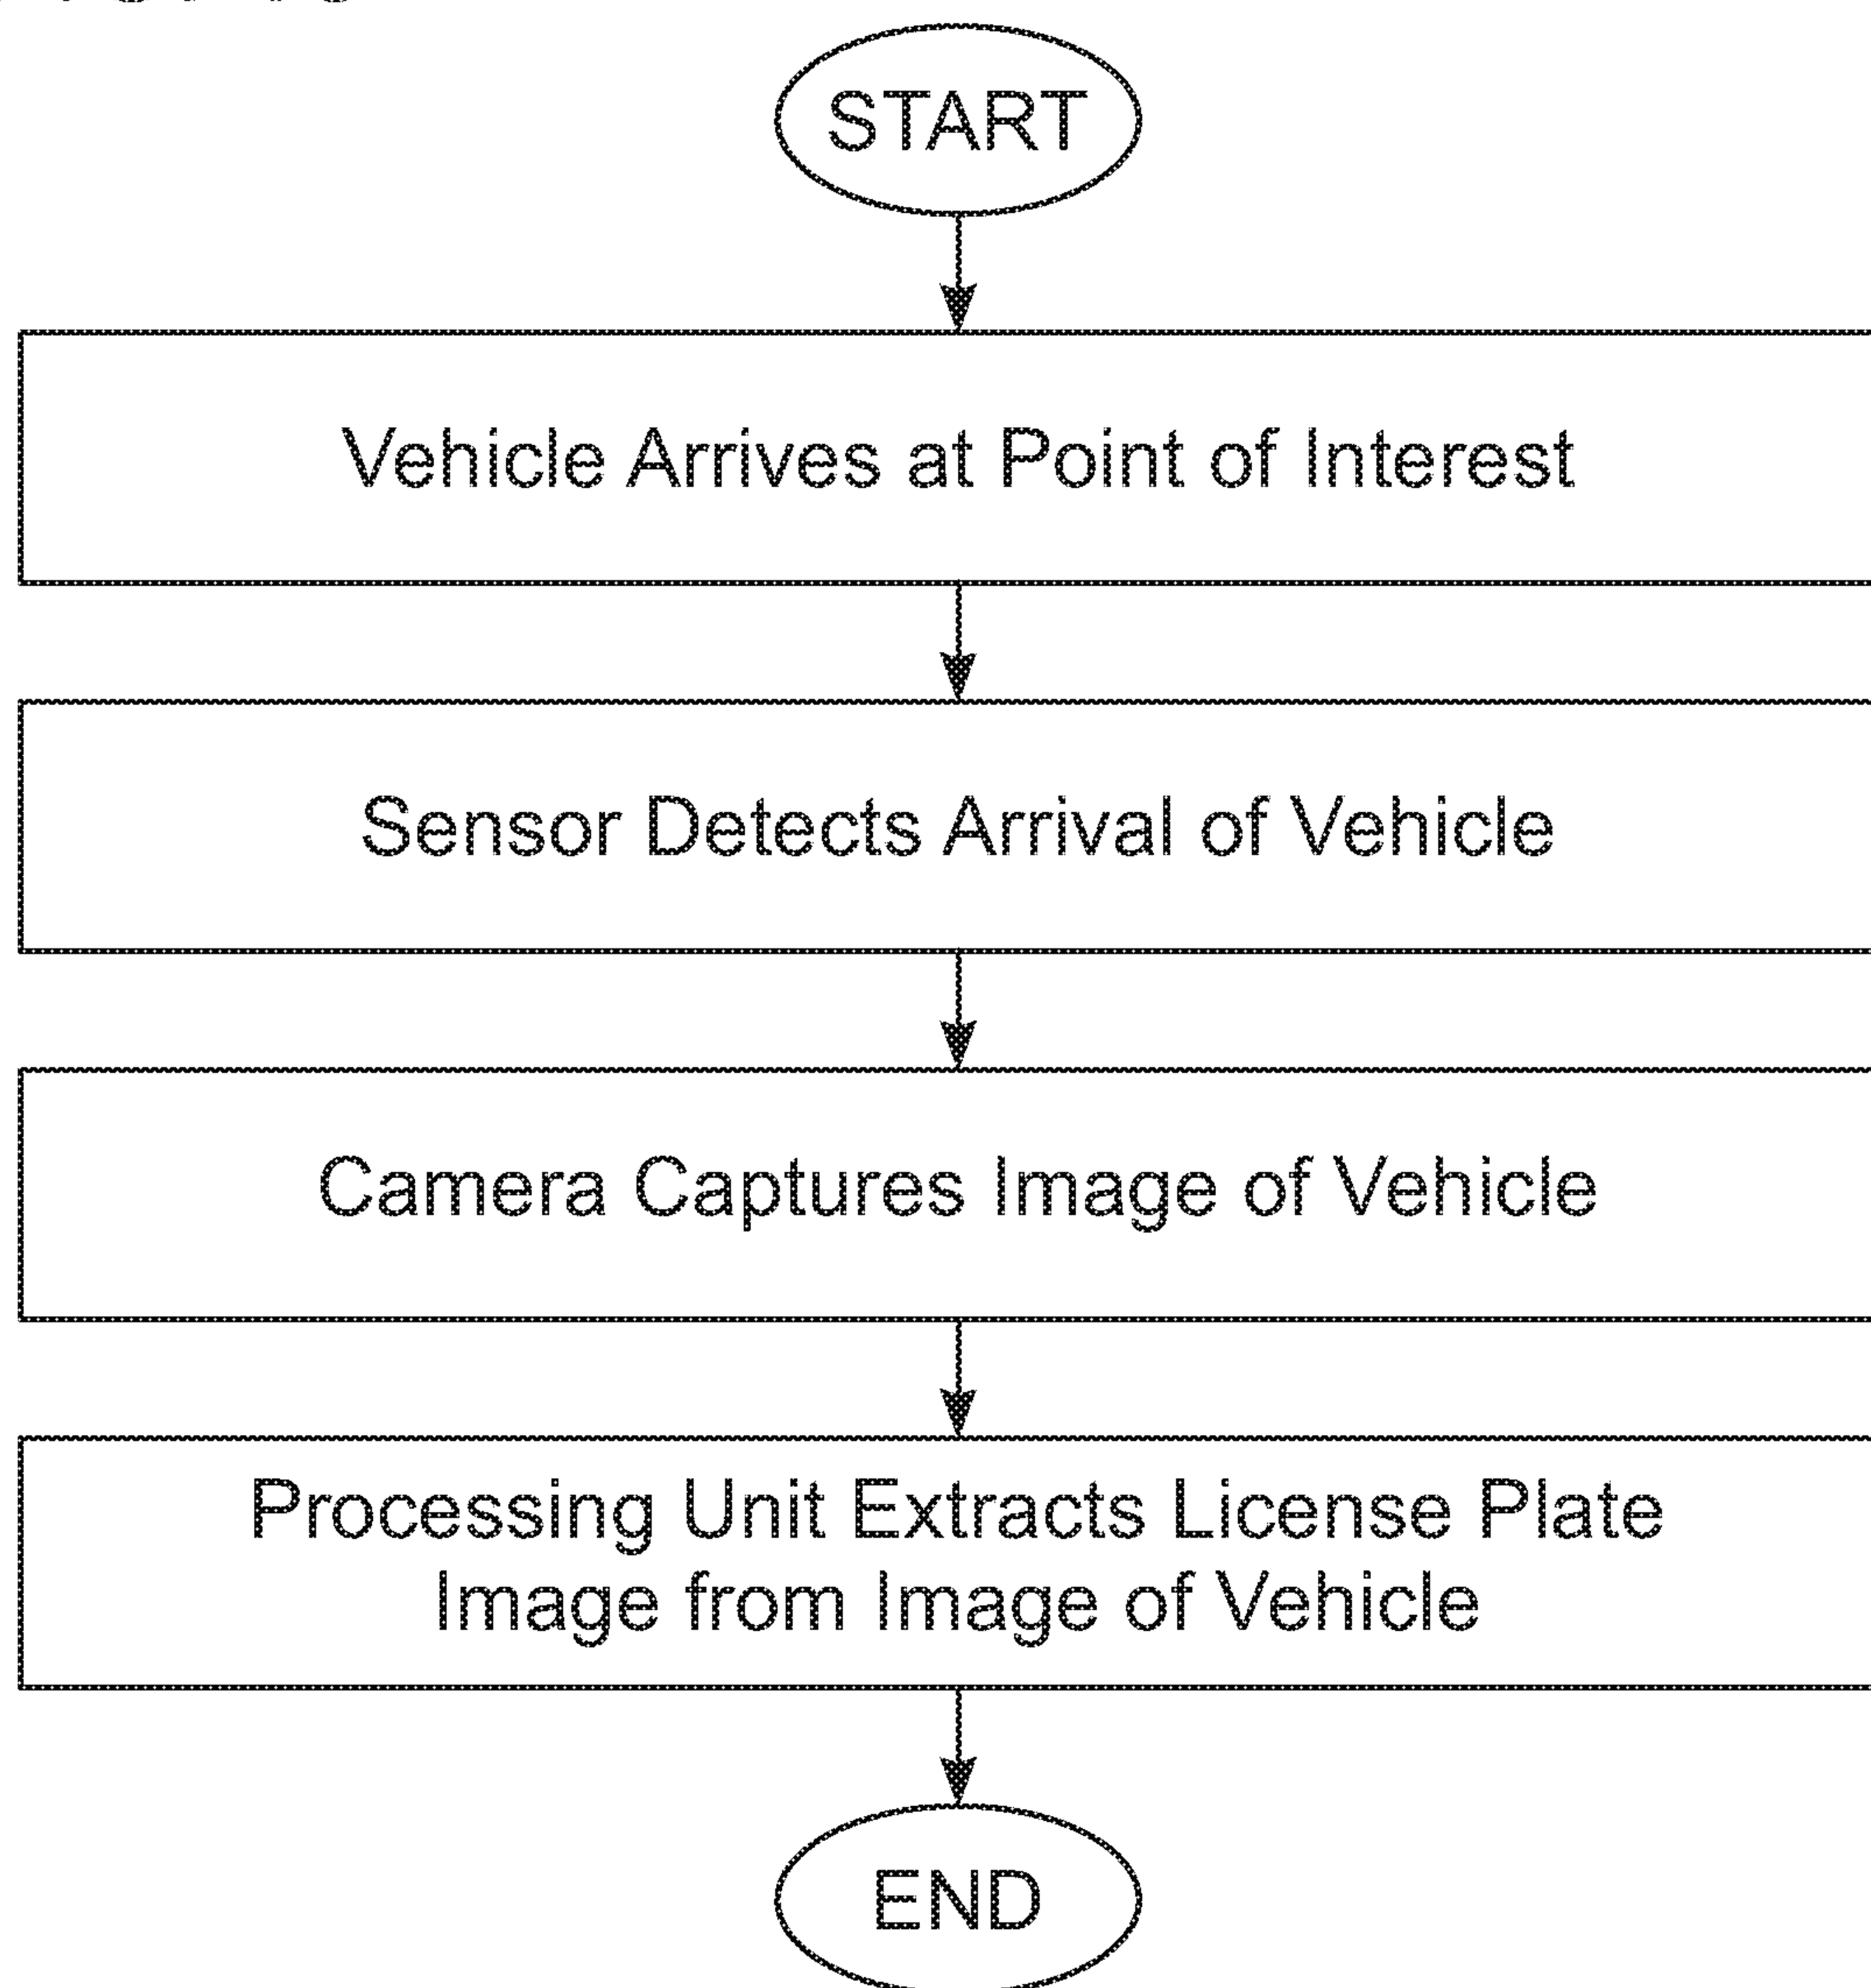 START
Vehicle Arrives at Point of Interest
Sensor Detects Arrival of Vehicle
Camera Captures Image of Vehicle
Processing Unit Extracts License Plate
Image from Image of Vehicle
END